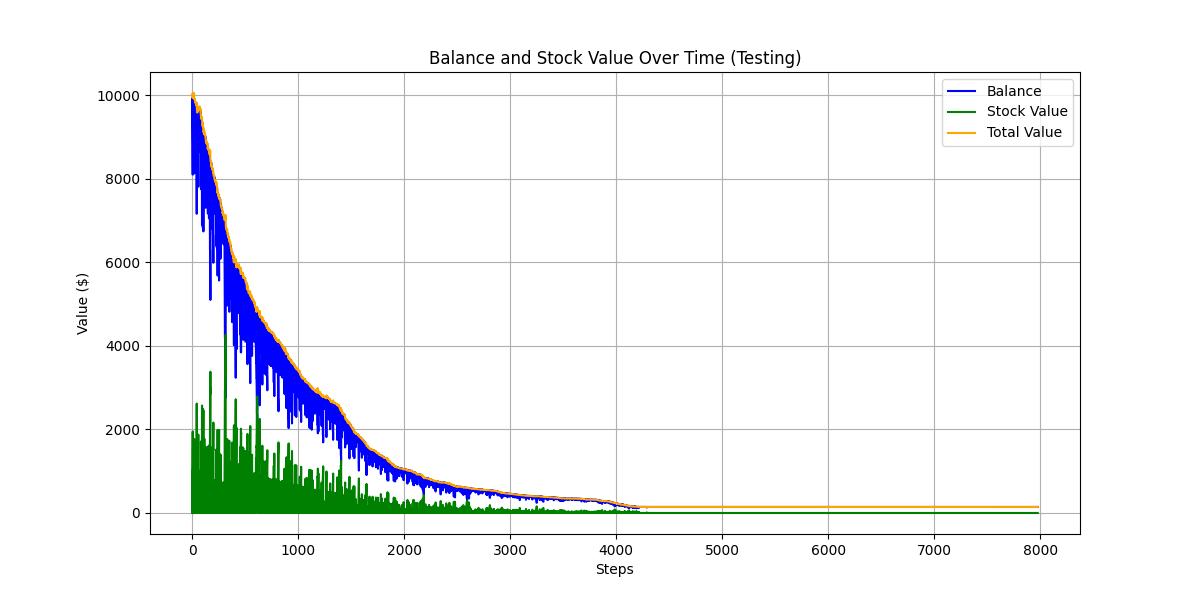 Balance and Stock Value Over Time (Testing)
Balance
Stock Value
Total Value
10000
8000
6000
4000
2000
0
Value ($)
0 1000 2000 3000 4000 5000 6000 7000 8000
Steps